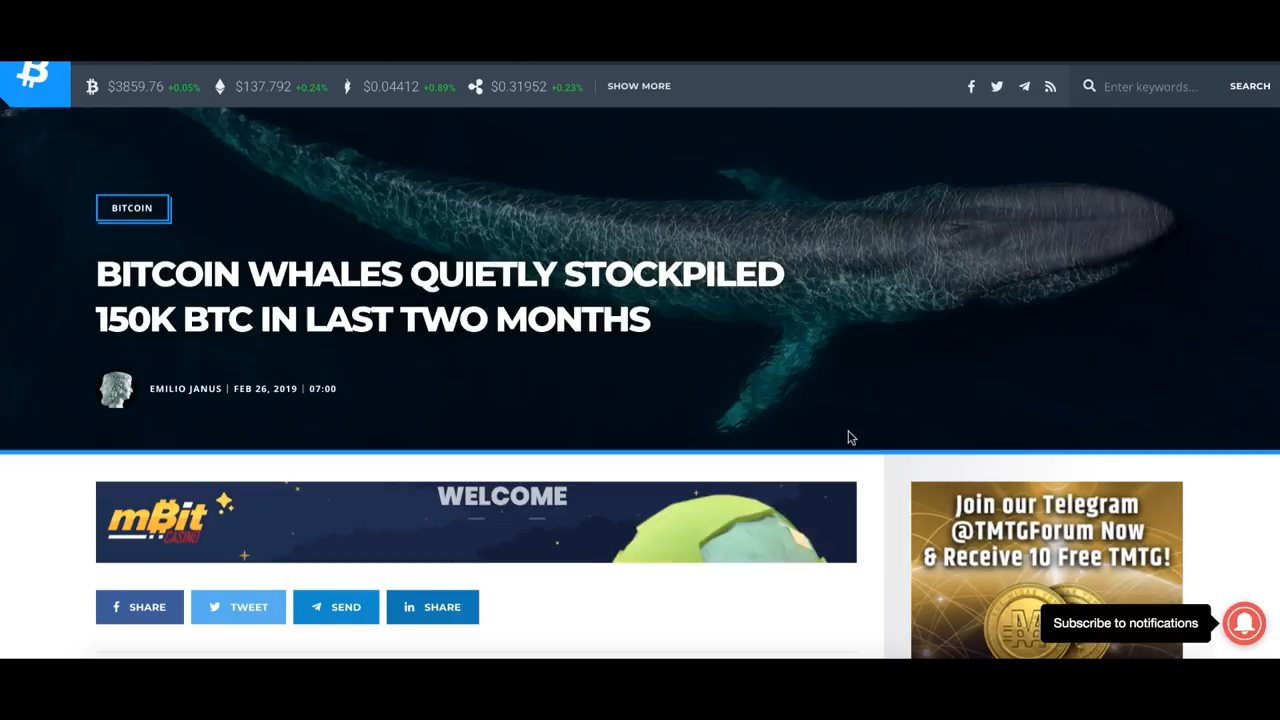 $3859.76 +0.05% $137.792 +0.24% $0.04412 +0.89% $0.31952 +0.23% SHOW MORE Enter keywords... SEARCH
BITCOIN
BITCOIN WHALES QUIETLY STOCKPILED
150K BTC IN LAST TWO MONTHS
EMILIO JANUS | FEB 26, 2019 | 07:00
mBit
CASINO
WELCOME
SHARE TWEET SEND SHARE
Join our Telegram
@TMTGForum Now
& Receive 10 Free TMTG!
Subscribe to notifications